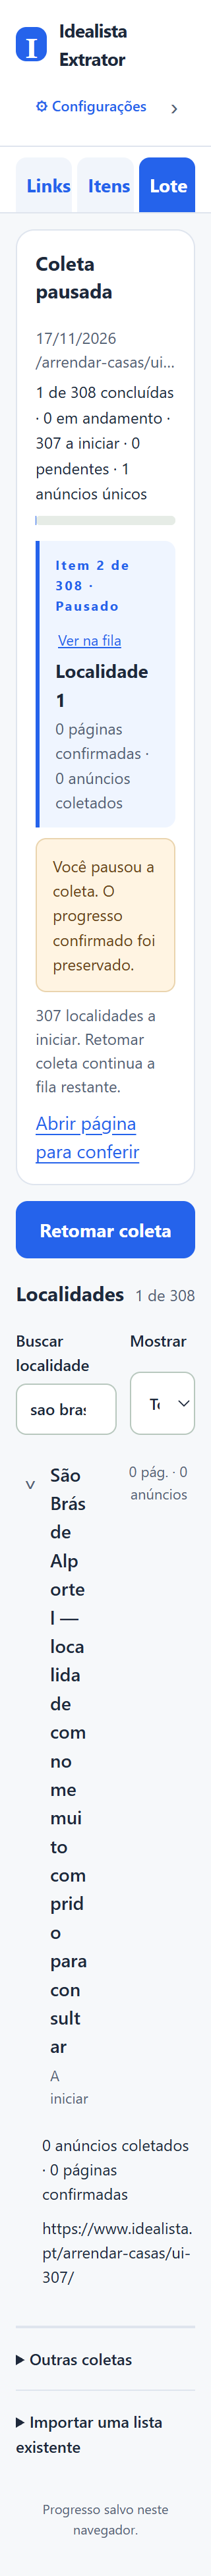 I Idealista
Extrator
⚙ Configurações ›
Links Itens Lote
Coleta
pausada
17/11/2026
/arrendar-casas/ui...
1 de 308 concluídas
· 0 em andamento ·
307 a iniciar · 0
pendentes · 1
anúncios únicos
Item 2 de
308 ·
Pausado
Ver na fila
Localidade
1
0 páginas
confirmadas ·
0 anúncios
coletados
Você pausou a
coleta. O
progresso
confirmado foi
preservado.
307 localidades a
iniciar. Retomar
coleta continua a
fila restante.
Abrir página
para conferir
Retomar coleta
Localidades 1 de 308
Buscar
localidade
Mostrar
sao bras
São
Brás
de
Alp
orte
l —
loca
lida
de
com
no
me
mui
to
com
prid
o
para
con
sult
ar
0 pág. · 0
anúncios
A
iniciar
0 anúncios coletados
· 0 páginas
confirmadas
https://www.idealista.
pt/arrendar-casas/ui-
307/
▶ Outras coletas
▶ Importar uma lista
existente
Progresso salvo neste
navegador.